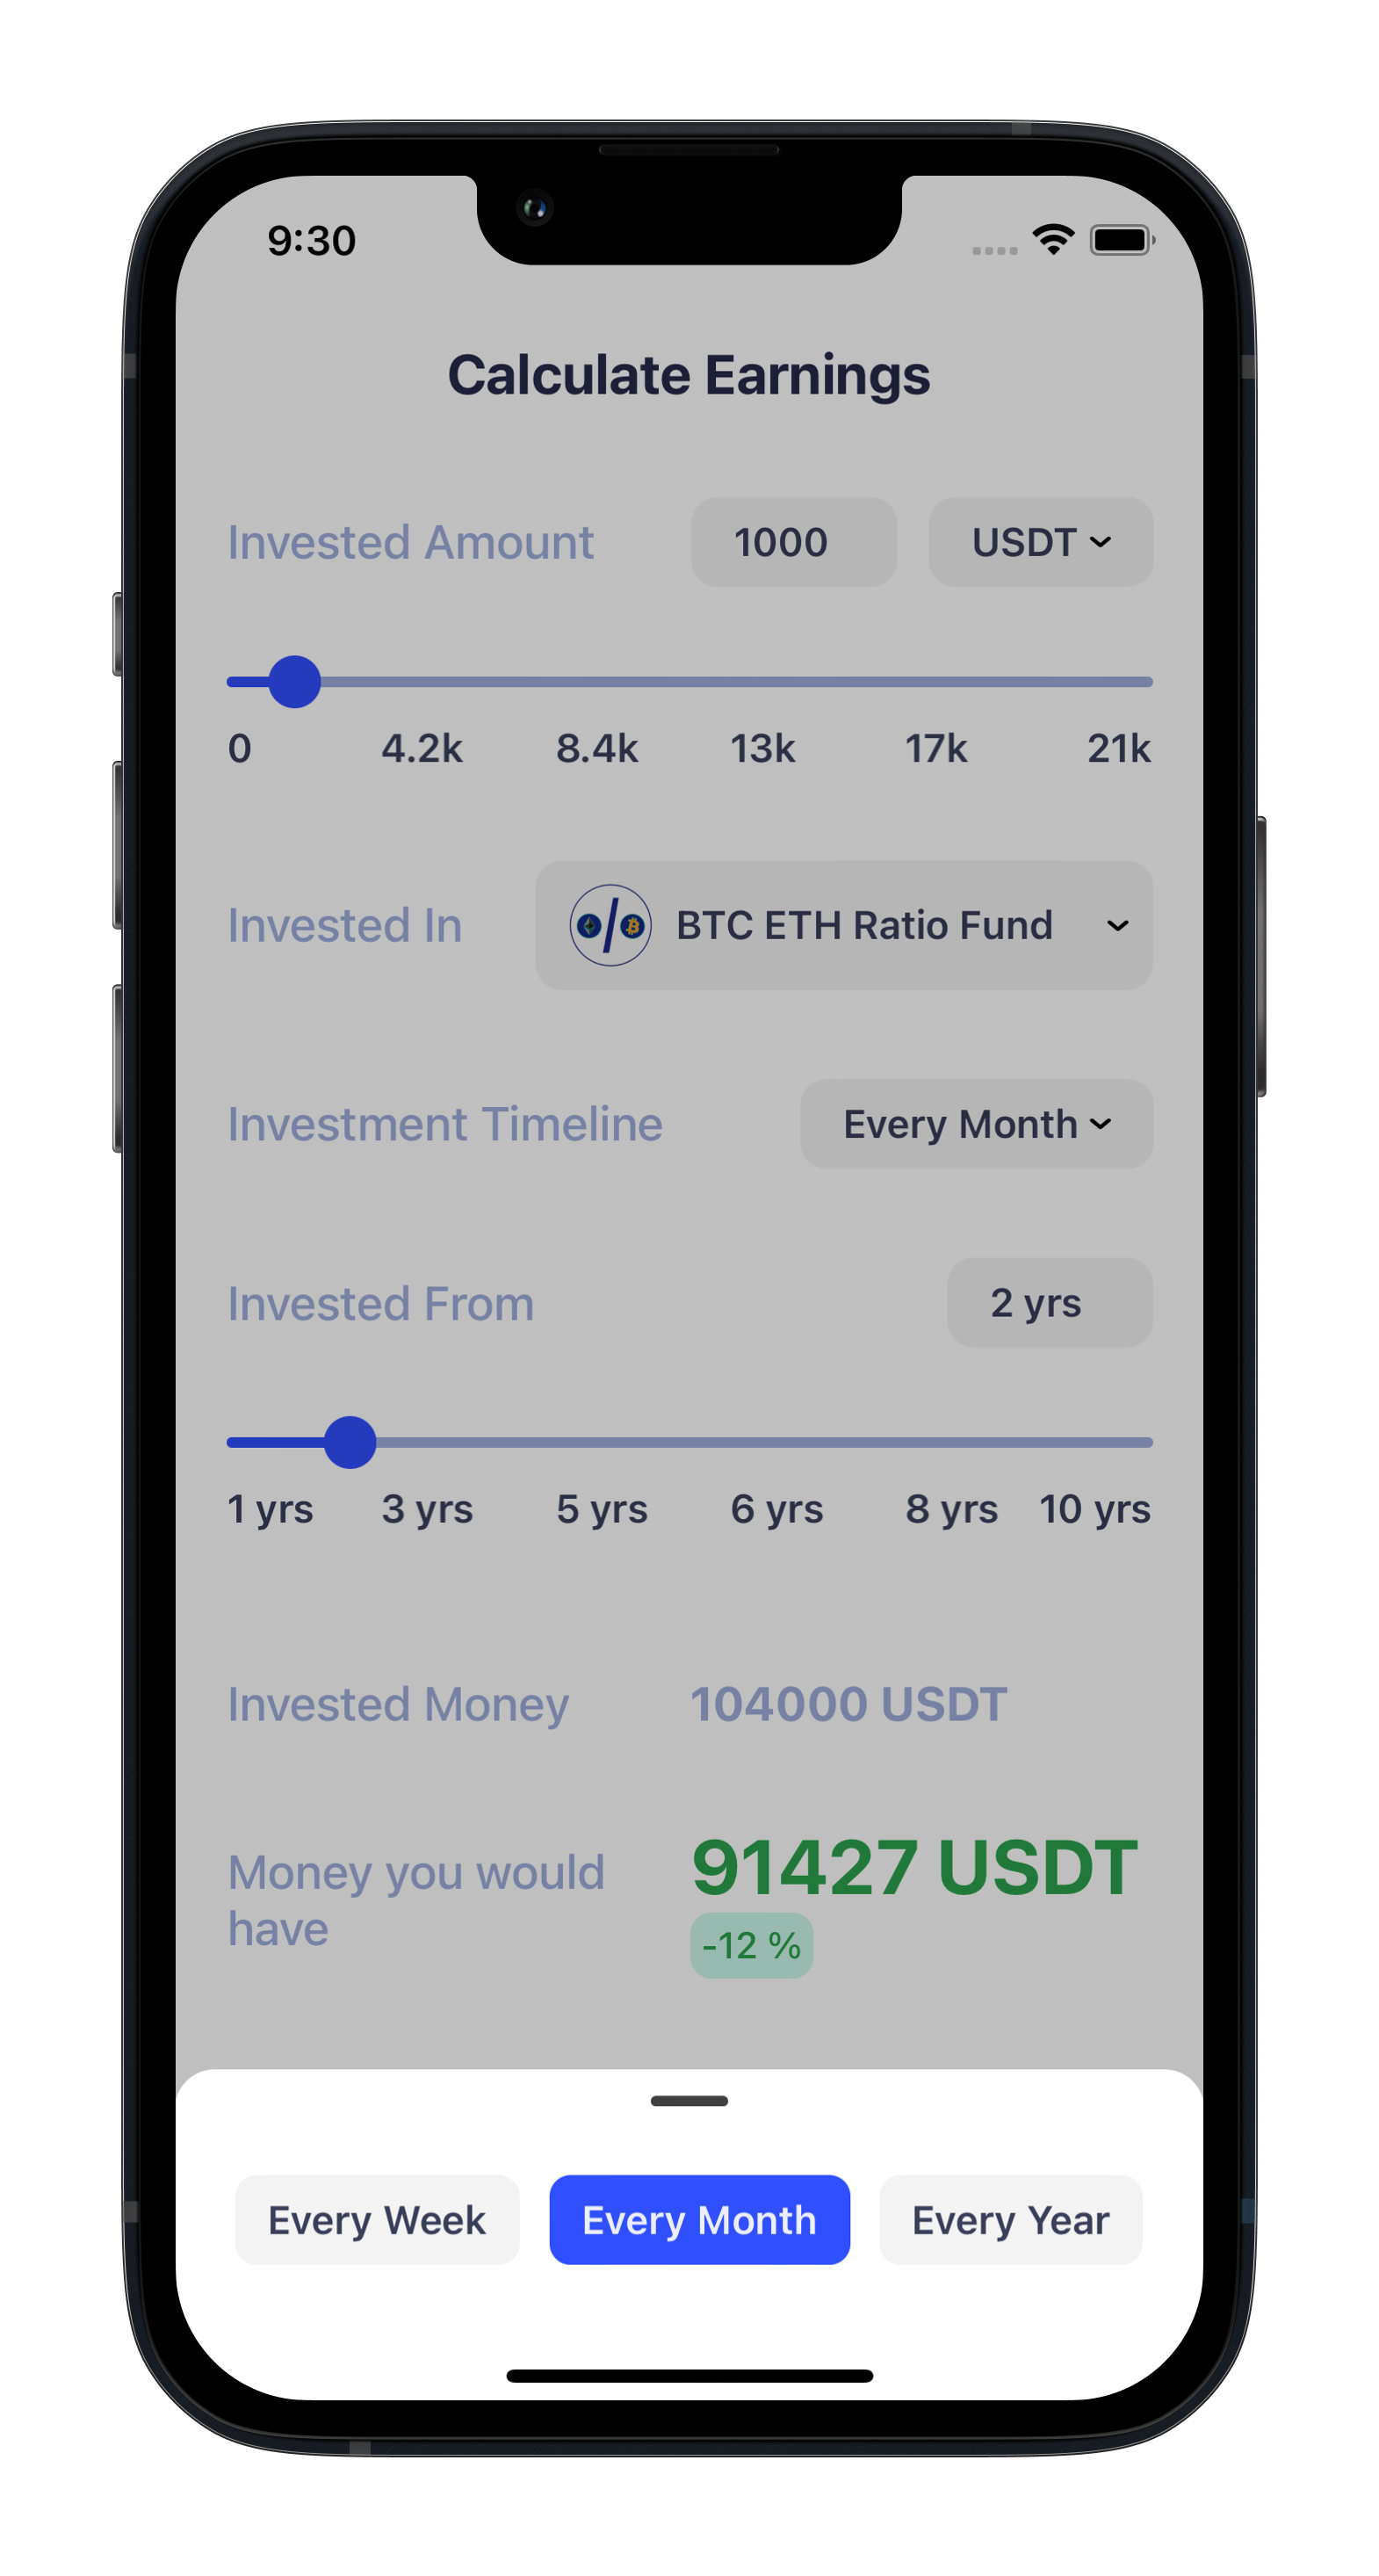 9:30
Calculate Earnings
Invested Amount
1000
USDT
0 4.2k 8.4k 13k 17k 21k
Invested In
BTC ETH Ratio Fund
Investment Timeline
Every Month
Invested From
2 yrs
1 yrs 3 yrs 5 yrs 6 yrs 8 yrs 10 yrs
Invested Money
104000 USDT
Money you would
have
91427 USDT
-12 %
Every Week
Every Month
Every Year